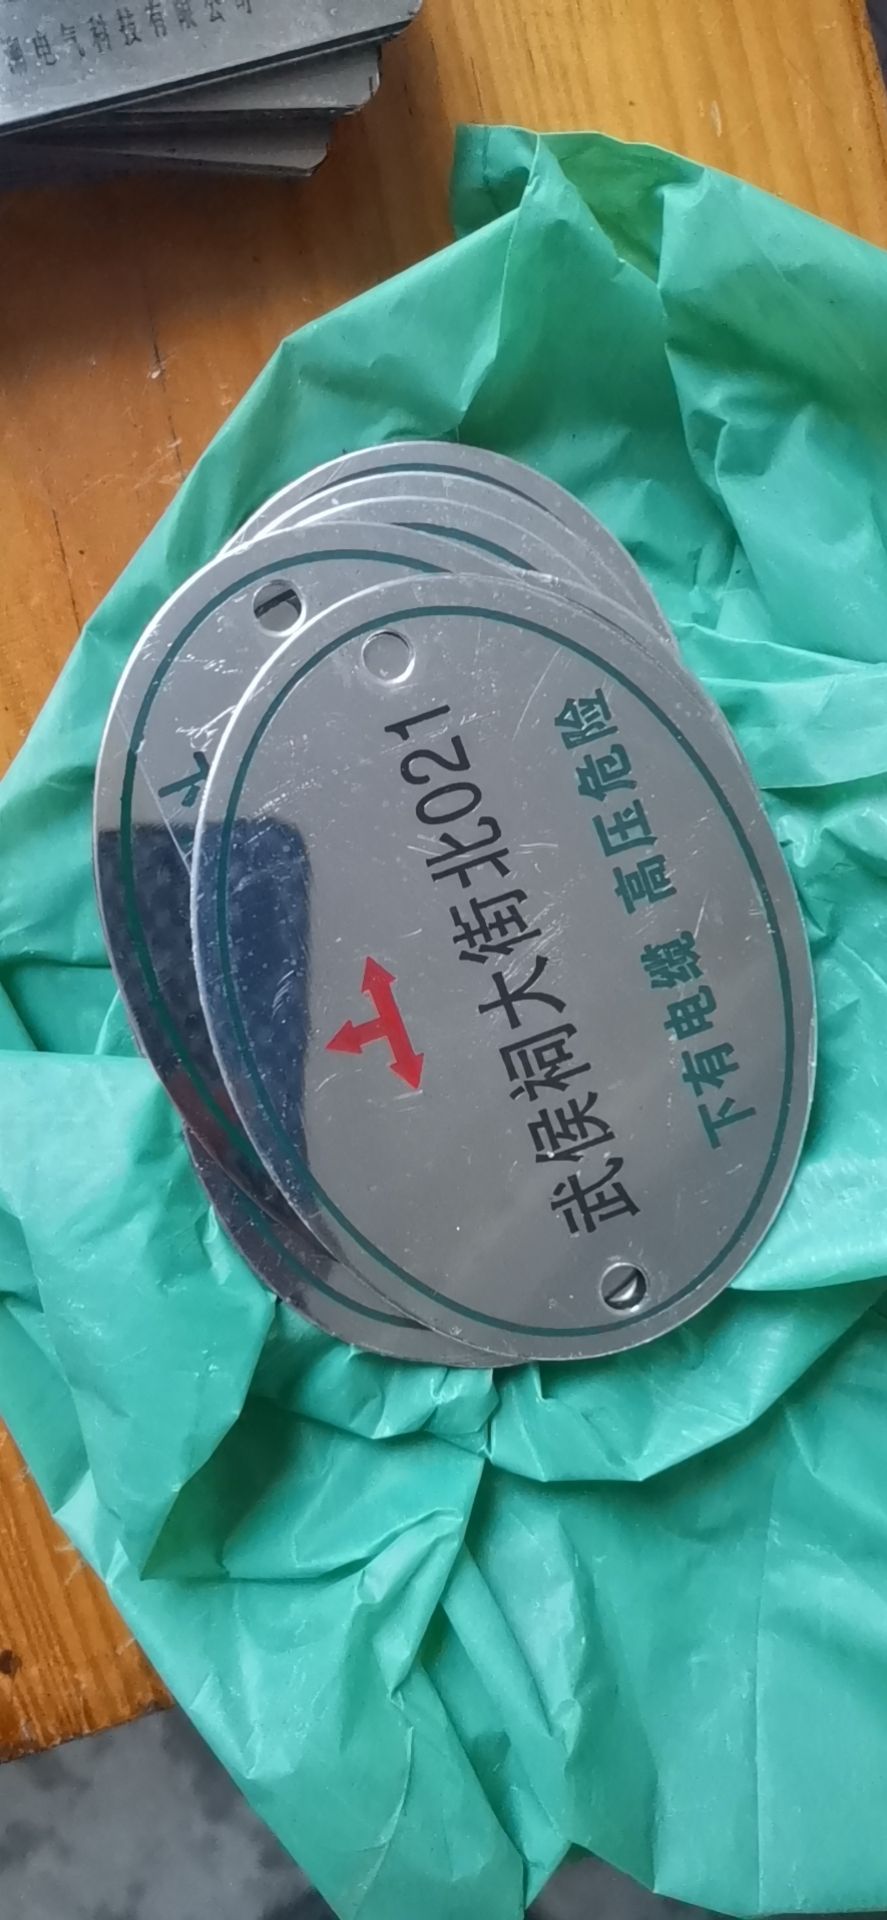 电气科技有限公司
武侯祠大街北021
下有电缆 高压危险